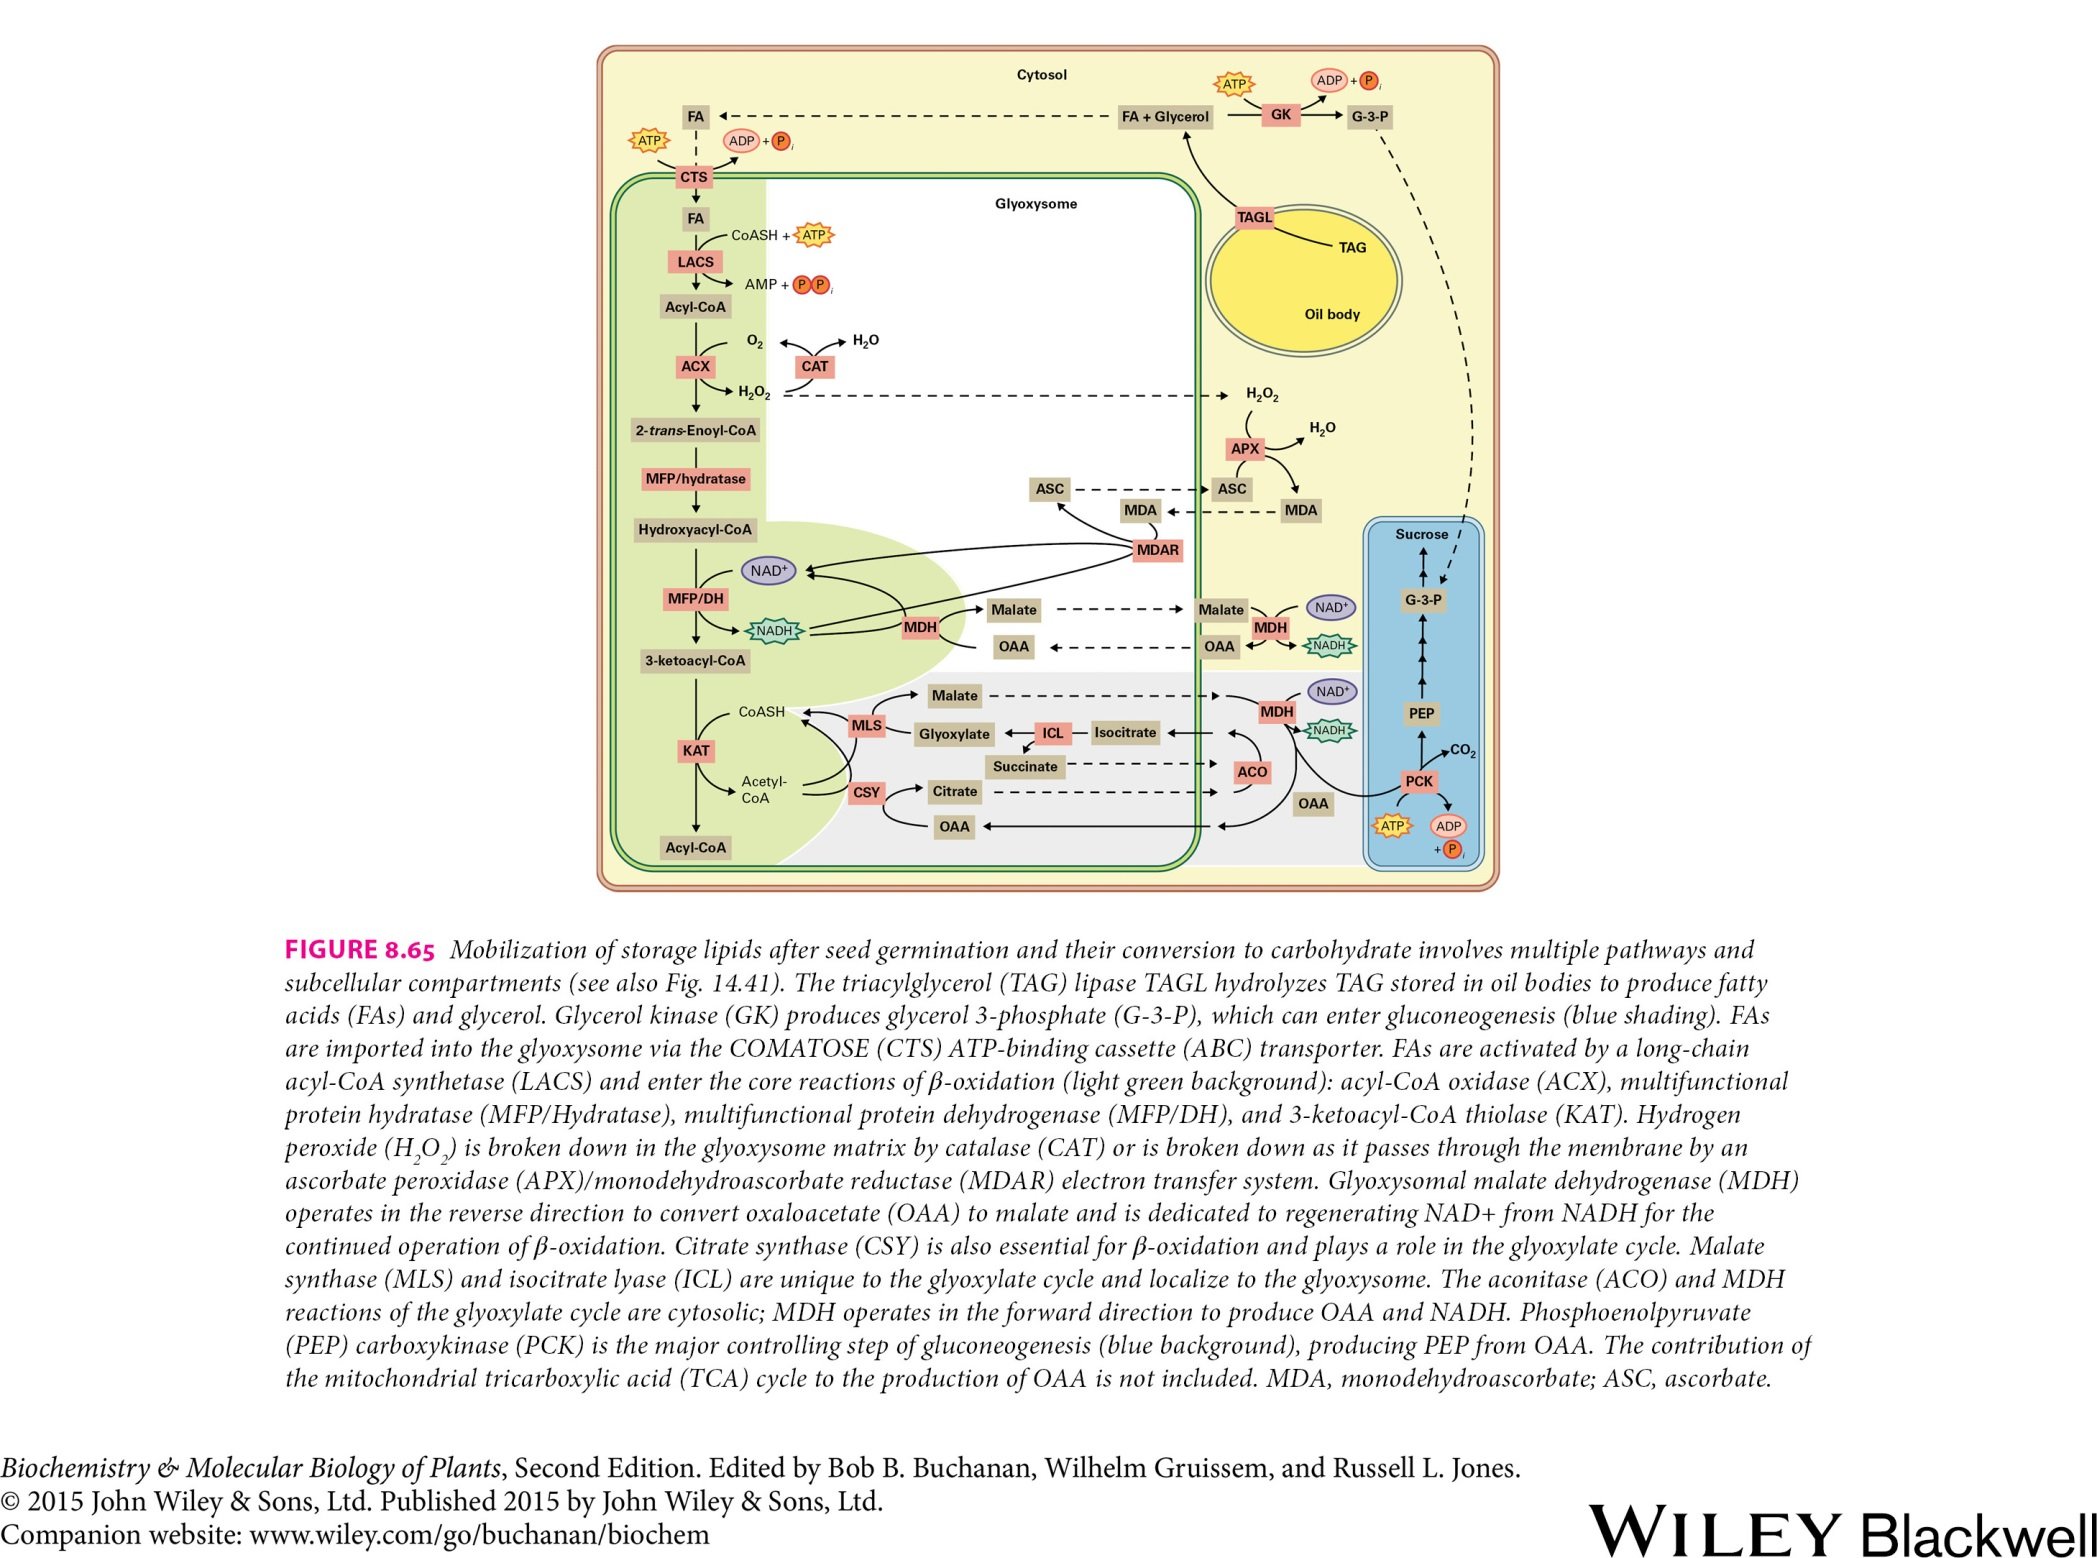 Cytosol
ATP
ADP + Pi
FA
FA + Glycerol
GK
G-3-P
ATP
ADP + Pi
CTS
Glyoxysome
FA
TAGL
CoASH + ATP
TAG
LACS
AMP + P Pi
Acyl-CoA
Oil body
O2
H2O
ACX
CAT
H2O2
H2O2
2-trans-Enoyl-CoA
H2O
APX
MFP/hydratase
ASC
ASC
MDA
MDA
Hydroxyacyl-CoA
Sucrose
MDAR
NAD+
MFP/DH
G-3-P
Malate
Malate
NAD+
NADH
MDH
MDH
OAA
OAA
NADH
3-ketoacyl-CoA
Malate
NAD+
CoASH
MLS
MDH
PEP
Glyoxylate
ICL
Isocitrate
NADH
KAT
CO2
Succinate
ACO
Acetyl-
CoA
PCK
CSY
Citrate
OAA
OAA
ATP
ADP
+ Pi
Acyl-CoA
FIGURE 8.65 Mobilization of storage lipids after seed germination and their conversion to carbohydrate involves multiple pathways and
subcellular compartments (see also Fig. 14.41). The triacylglycerol (TAG) lipase TAGL hydrolyzes TAG stored in oil bodies to produce fatty
acids (FAs) and glycerol. Glycerol kinase (GK) produces glycerol 3-phosphate (G-3-P), which can enter gluconeogenesis (blue shading). FAs
are imported into the glyoxysome via the COMATOSE (CTS) ATP-binding cassette (ABC) transporter. FAs are activated by a long-chain
acyl-CoA synthetase (LACS) and enter the core reactions of β-oxidation (light green background): acyl-CoA oxidase (ACX), multifunctional
protein hydratase (MFP/Hydratase), multifunctional protein dehydrogenase (MFP/DH), and 3-ketoacyl-CoA thiolase (KAT). Hydrogen
peroxide (H2O2) is broken down in the glyoxysome matrix by catalase (CAT) or is broken down as it passes through the membrane by an
ascorbate peroxidase (APX)/monodehydroascorbate reductase (MDAR) electron transfer system. Glyoxysomal malate dehydrogenase (MDH)
operates in the reverse direction to convert oxaloacetate (OAA) to malate and is dedicated to regenerating NAD+ from NADH for the
continued operation of β-oxidation. Citrate synthase (CSY) is also essential for β-oxidation and plays a role in the glyoxylate cycle. Malate
synthase (MLS) and isocitrate lyase (ICL) are unique to the glyoxylate cycle and localize to the glyoxysome. The aconitase (ACO) and MDH
reactions of the glyoxylate cycle are cytosolic; MDH operates in the forward direction to produce OAA and NADH. Phosphoenolpyruvate
(PEP) carboxykinase (PCK) is the major controlling step of gluconeogenesis (blue background), producing PEP from OAA. The contribution of
the mitochondrial tricarboxylic acid (TCA) cycle to the production of OAA is not included. MDA, monodehydroascorbate; ASC, ascorbate.
Biochemistry & Molecular Biology of Plants, Second Edition. Edited by Bob B. Buchanan, Wilhelm Gruissem, and Russell L. Jones.
© 2015 John Wiley & Sons, Ltd. Published 2015 by John Wiley & Sons, Ltd.
Companion website: www.wiley.com/go/buchanan/biochem
WILEY Blackwell